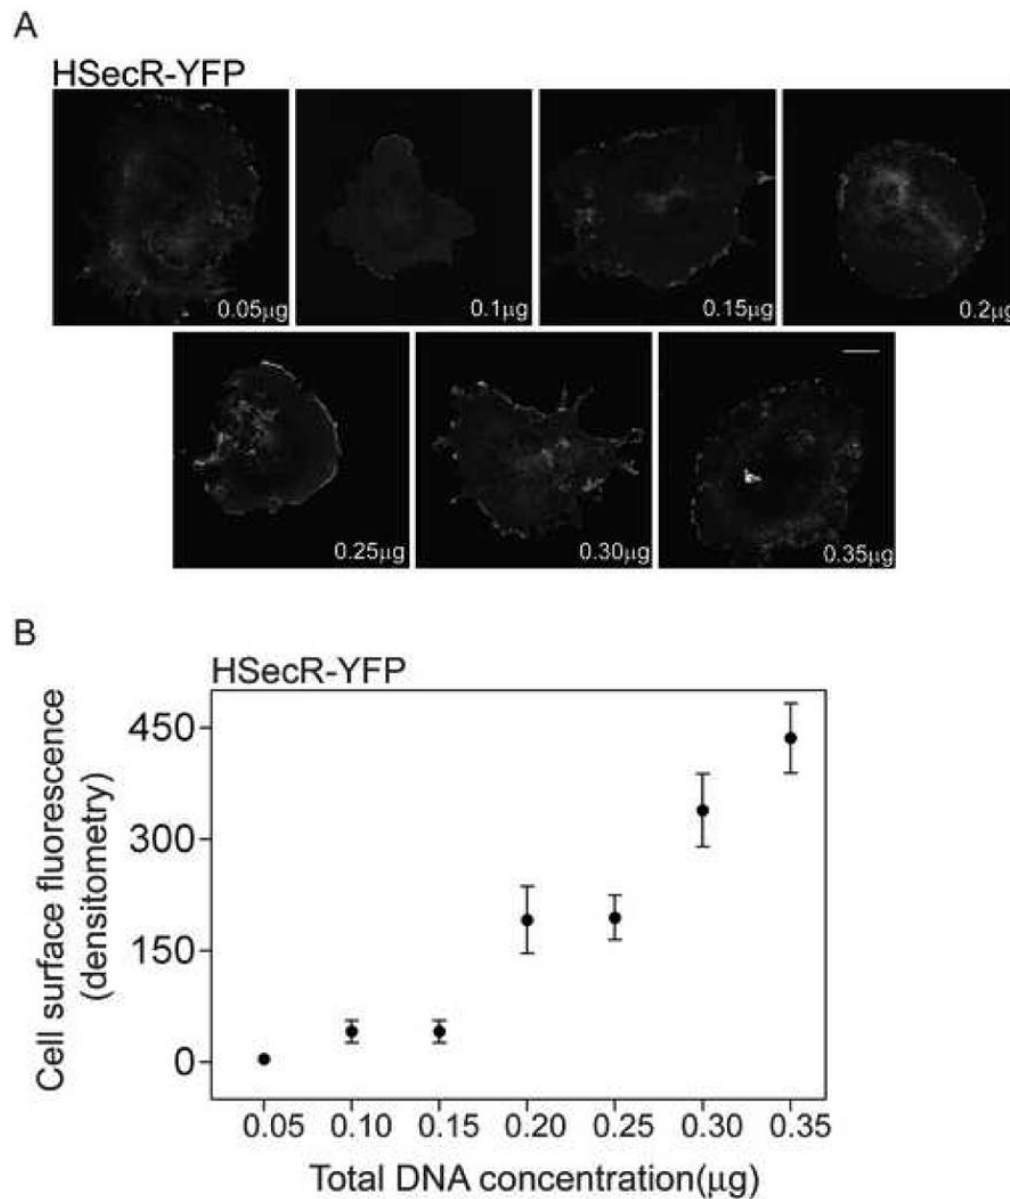 A
HSecR-YFP
0.05µg
0.1µg
0.15µg
0.2µg
0.25µg
0.30µg
0.35µg
B
HSecR-YFP
Cell surface fluorescence
(densitometry)
450
300
150
0
0.05 0.10 0.15 0.20 0.25 0.30 0.35
Total DNA concentration(µg)